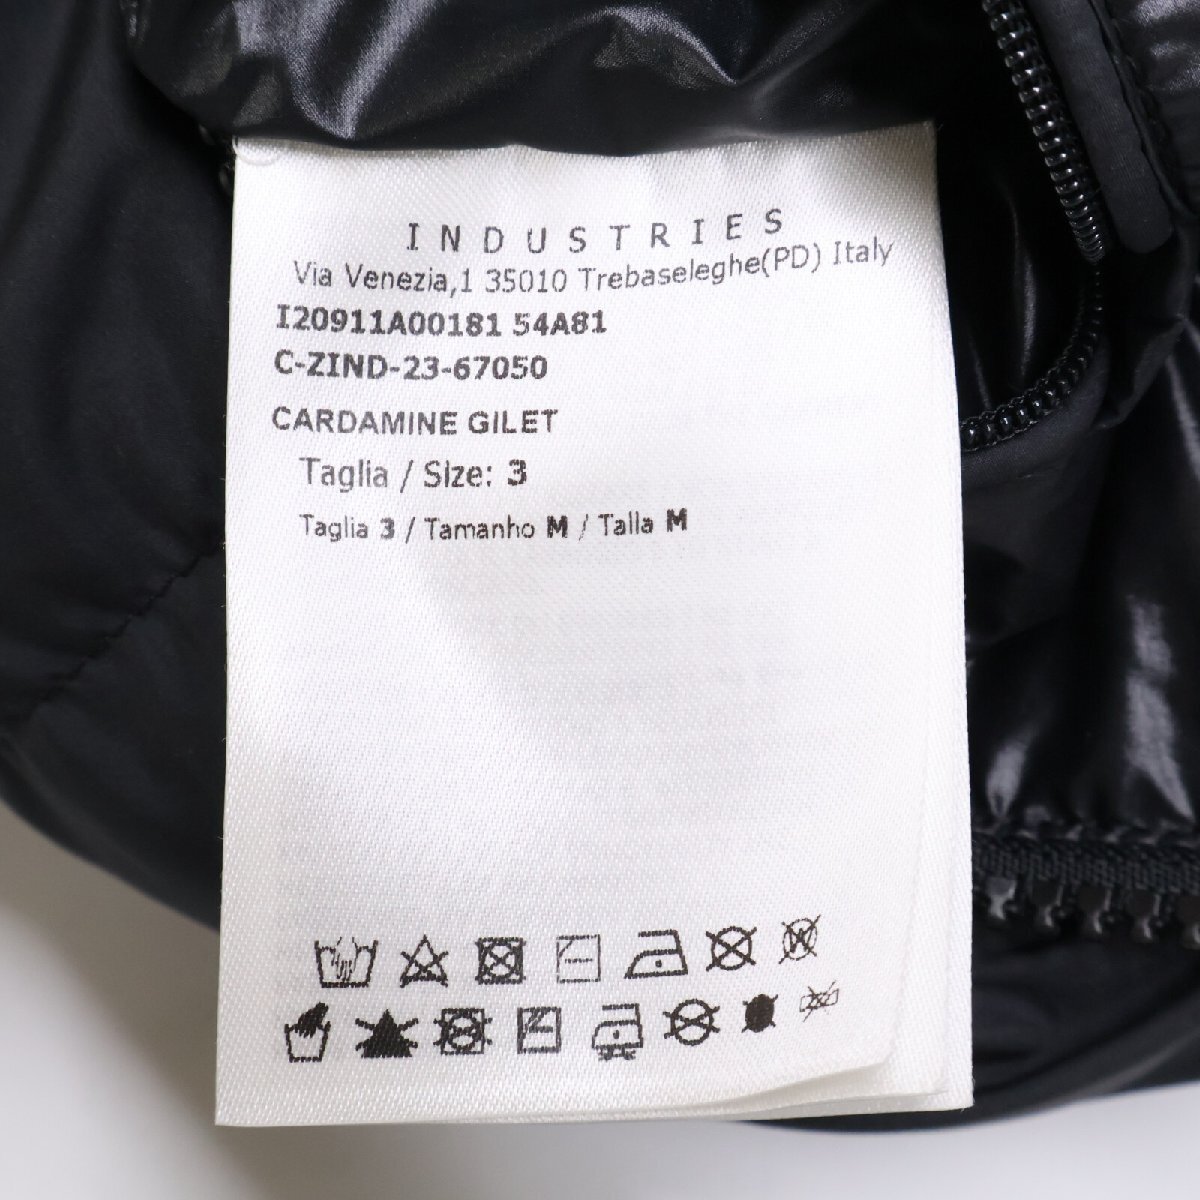 INDUSTRIES
Via Venezia,1 35010 Trebaseleghe(PD) Italy
I20911A00181 54A81
C-ZIND-23-67050
CARDAMINE GILET
Taglia / Size: 3
Taglia 3 / Tamanho M / Talla M